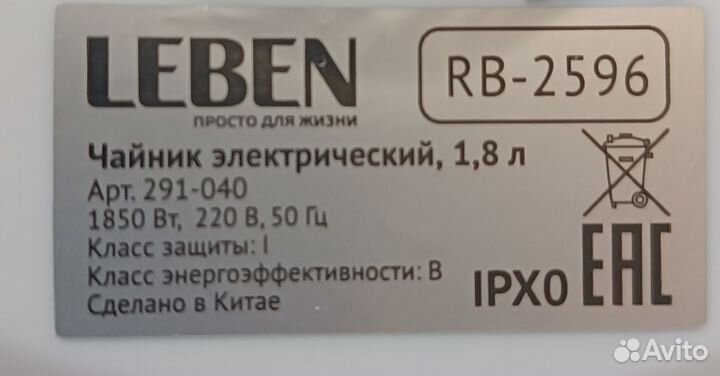 LEBEN
ПРОСТО ДЛЯ ЖИЗНИ
RB-2596
Чайник электрический, 1,8 л
Арт. 291-040
1850 Вт, 220 В, 50 Гц
Класс защиты: I
Класс энергоэффективности: B
Сделано в Китае
IPX0
EAC
Avito